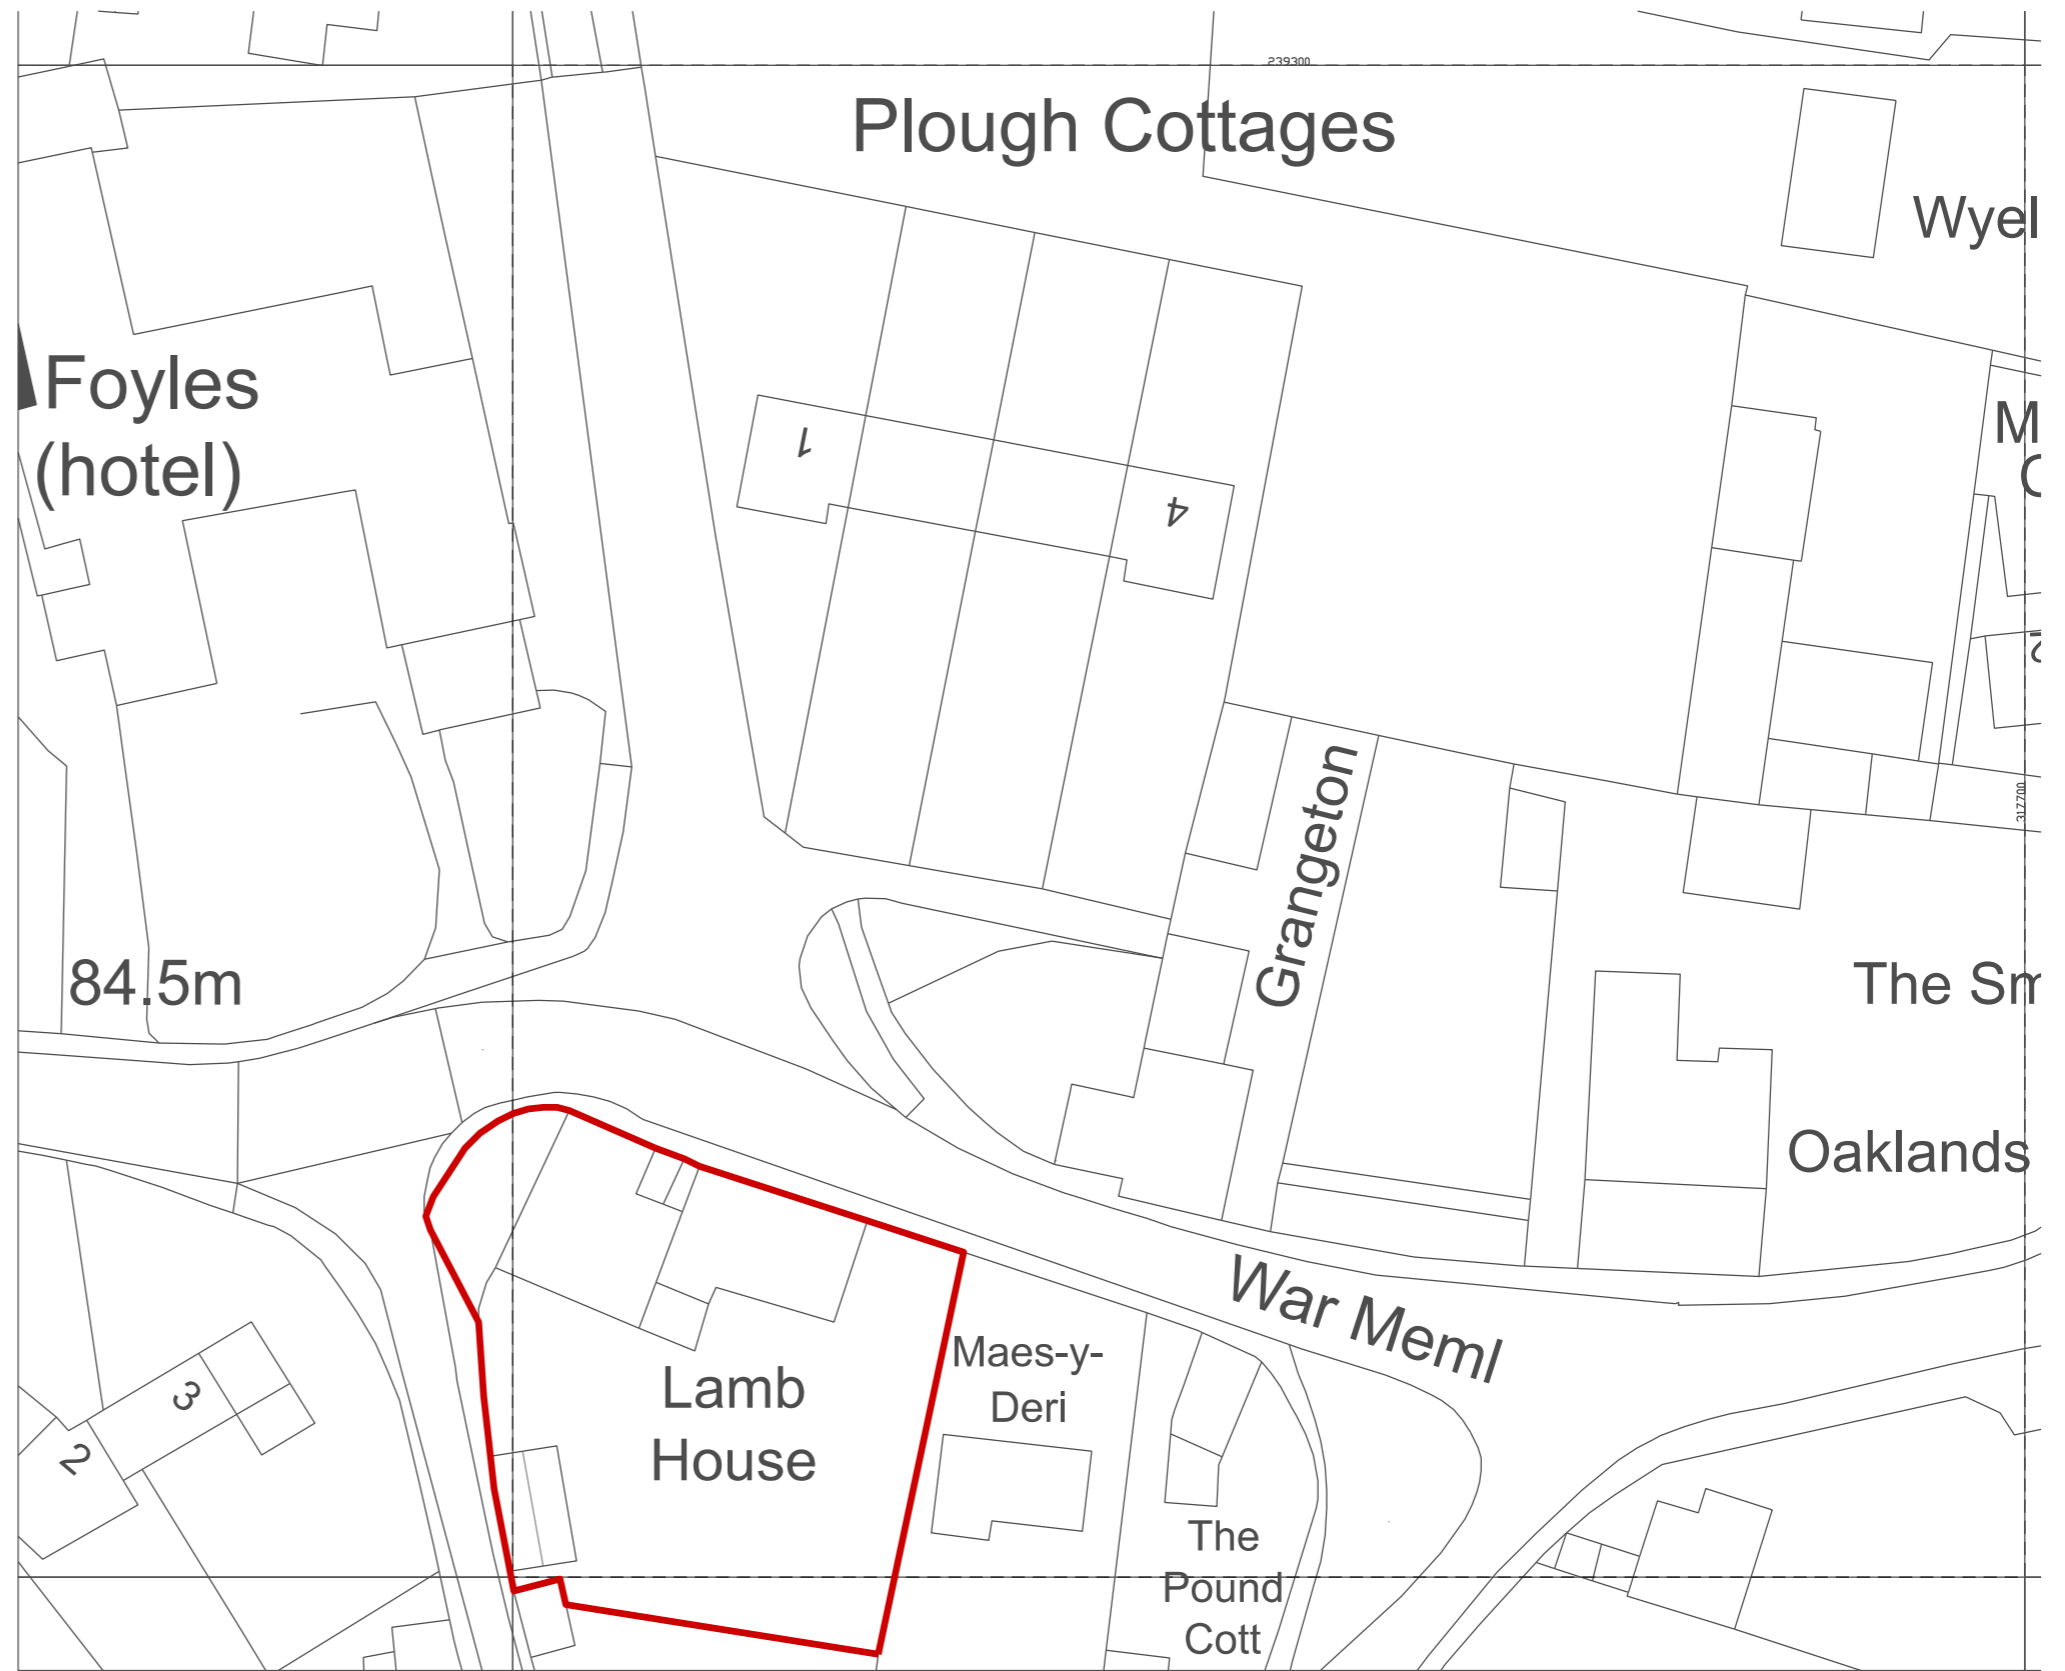 239300
Plough Cottages
Wyel
Foyles
(hotel)
1
4
M
C
317700
Grangeton
84.5m
The Sm
Oaklands
War Meml
Maes-y-
Deri
Lamb
House
3
2
The
Pound
Cott